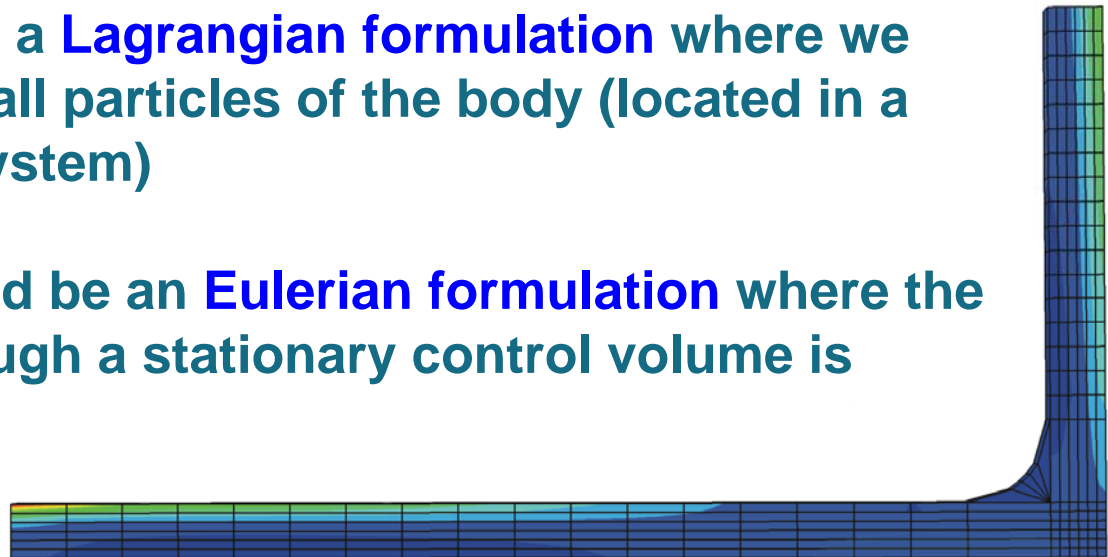 a Lagrangian formulation where we
all particles of the body (located in a
ystem)
d be an Eulerian formulation where the
ugh a stationary control volume is